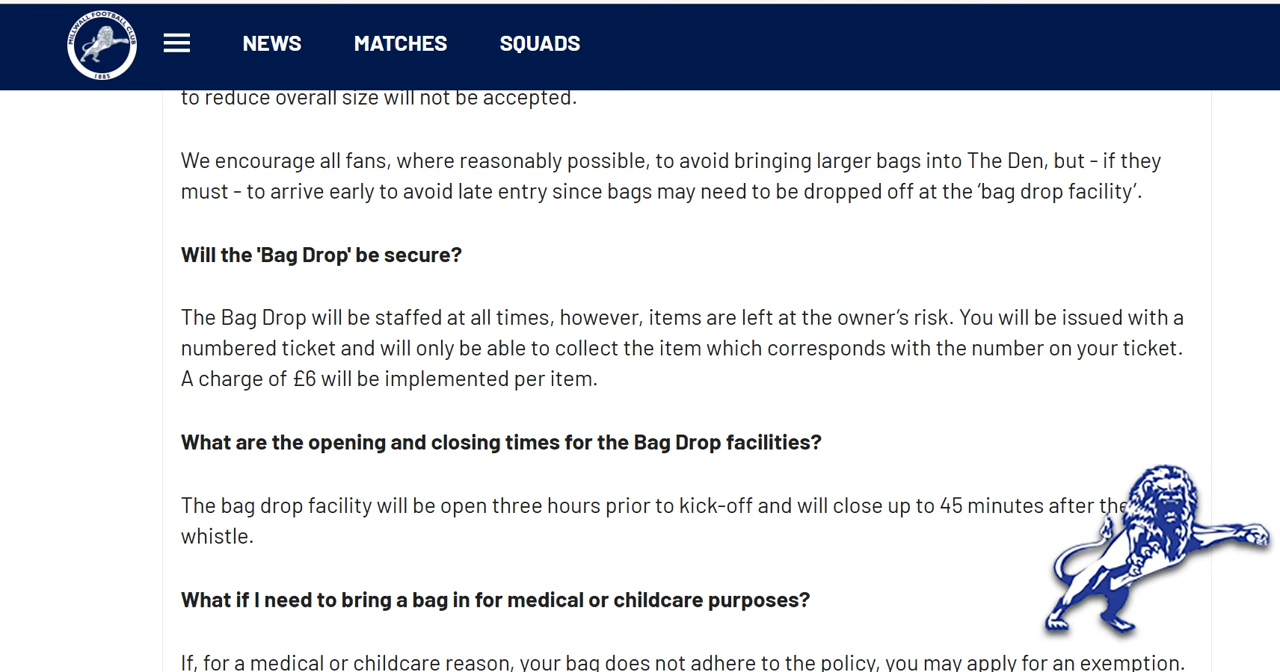 MILLWALL FOOTBALL CLUB
1885
NEWS MATCHES SQUADS
to reduce overall size will not be accepted.
We encourage all fans, where reasonably possible, to avoid bringing larger bags into The Den, but - if they
must - to arrive early to avoid late entry since bags may need to be dropped off at the ‘bag drop facility’.
Will the 'Bag Drop' be secure?
The Bag Drop will be staffed at all times, however, items are left at the owner’s risk. You will be issued with a
numbered ticket and will only be able to collect the item which corresponds with the number on your ticket.
A charge of £6 will be implemented per item.
What are the opening and closing times for the Bag Drop facilities?
The bag drop facility will be open three hours prior to kick-off and will close up to 45 minutes after the
whistle.
What if I need to bring a bag in for medical or childcare purposes?
If, for a medical or childcare reason, your bag does not adhere to the policy, you may apply for an exemption.